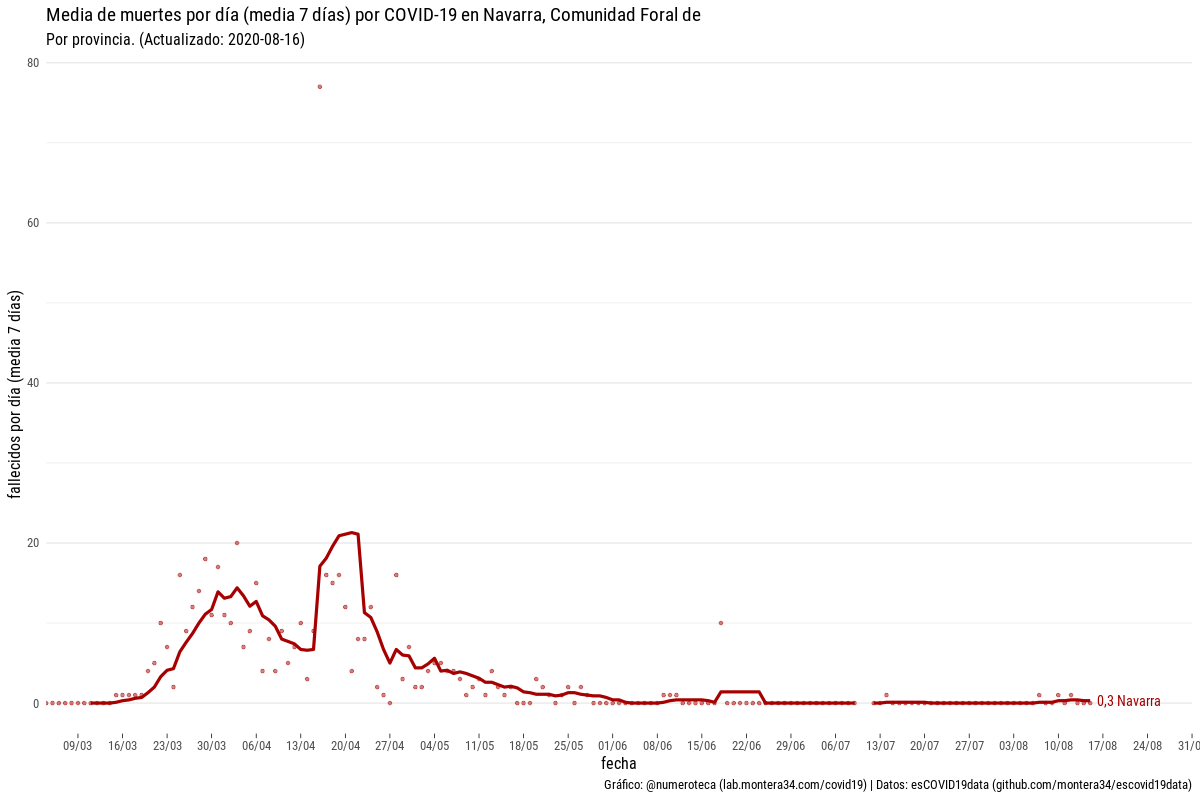 Media de muertes por día (media 7 días) por COVID-19 en Navarra, Comunidad Foral de
Por provincia. (Actualizado: 2020-08-16)
fallecidos por día (media 7 días)
80
60
40
20
0
0,3 Navarra
09/03 16/03 23/03 30/03 06/04 13/04 20/04 27/04 04/05 11/05 18/05 25/05 01/06 08/06 15/06 22/06 29/06 06/07 13/07 20/07 27/07 03/08 10/08 17/08 24/08 31/0
fecha
Gráfico: @numeroteca (lab.montera34.com/covid19) | Datos: esCOVID19data (github.com/montera34/escovid19data)